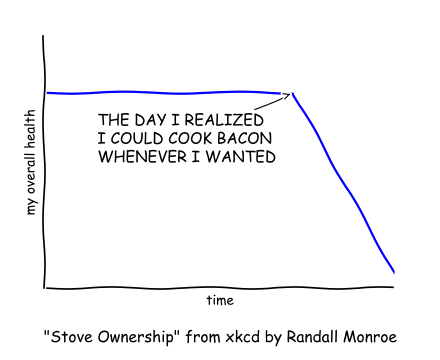 THE DAY I REALIZED
I COULD COOK BACON
WHENEVER I WANTED
my overall health
time
"Stove Ownership" from xkcd by Randall Monroe